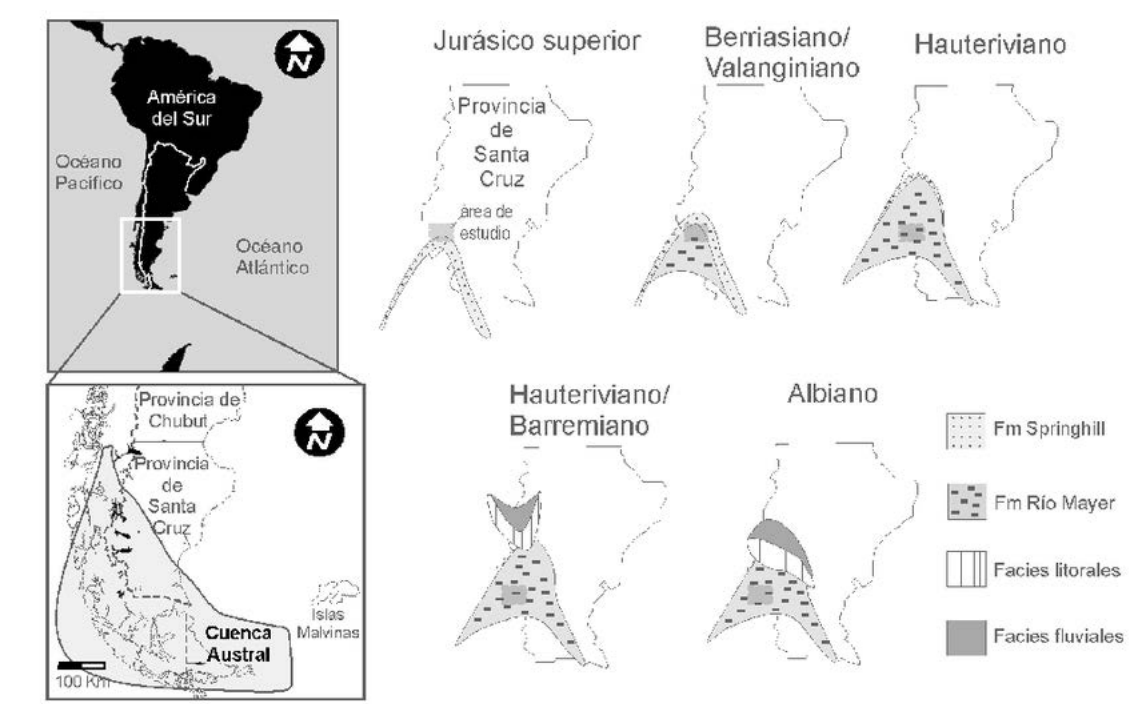 N
América
del Sur
Océano
Pacífico
Océano
Atlántico
Provincia de
Chubut
N
Provincia
de
Santa
Cruz
Islas
Malvinas
Cuenca
Austral
100 Km
Jurásico superior
Provincia
de
Santa
Cruz
área de
estudio
Berriasiano/
Valanginiano
Hauteriviano
Hauteriviano/
Barremiano
Albiano
Fm Springhill
Fm Río Mayer
Facies litorales
Facies fluviales